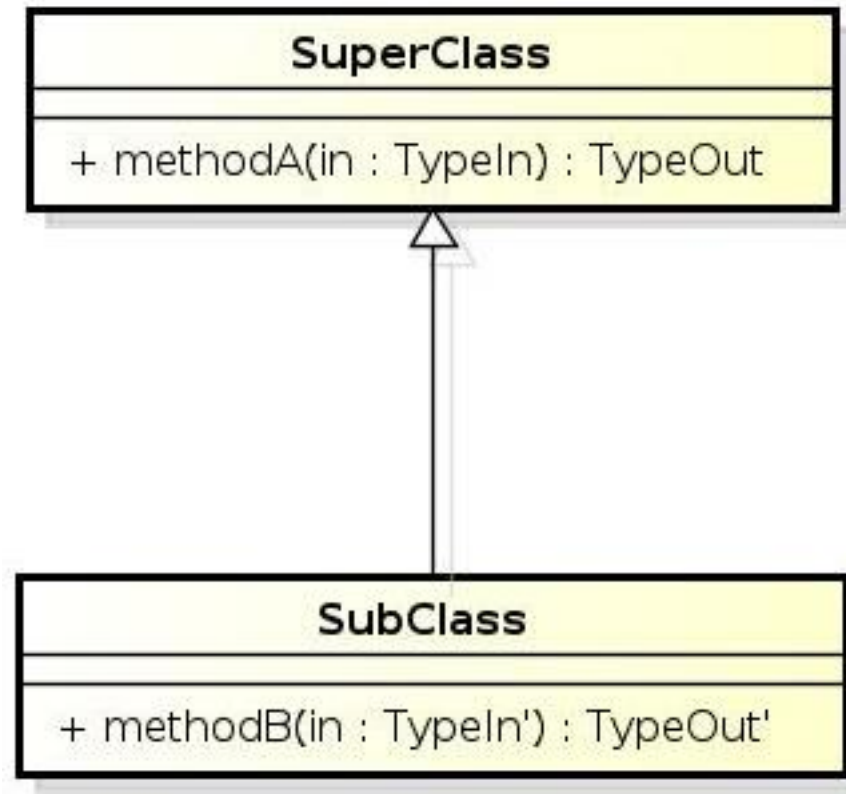 SuperClass
+ methodA(in : TypeIn) : TypeOut
SubClass
+ methodB(in : TypeIn') : TypeOut'